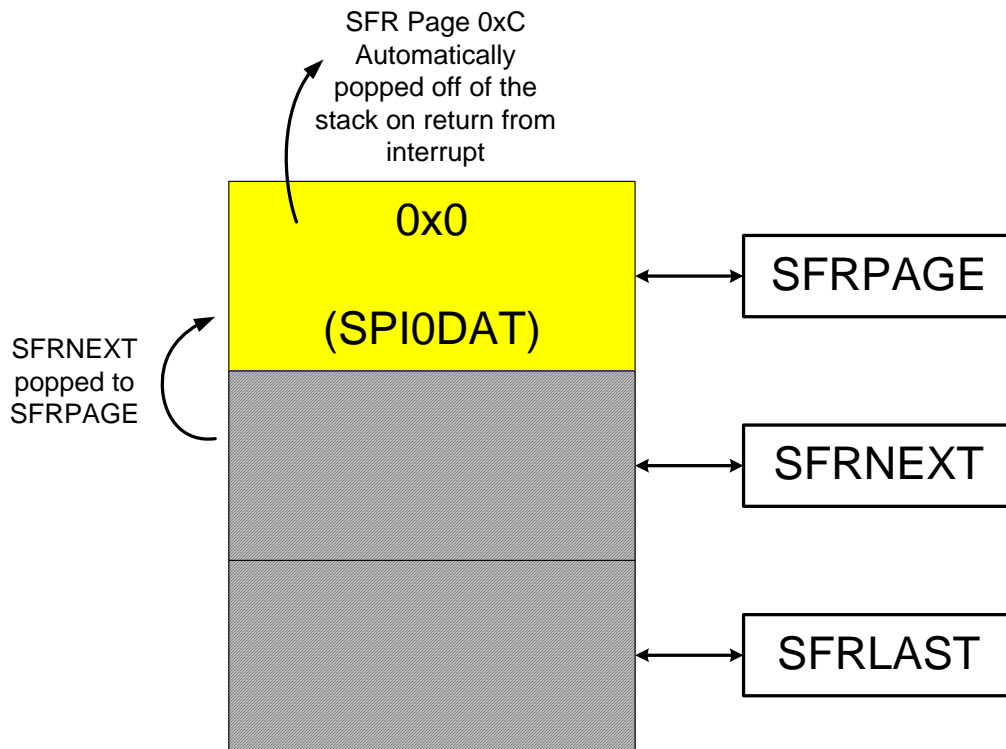 SFR Page 0xC
Automatically
popped off of the
stack on return from
interrupt
0x0
(SPI0DAT)
SFRPAGE
SFRNEXT
popped to
SFRPAGE
SFRNEXT
SFRLAST